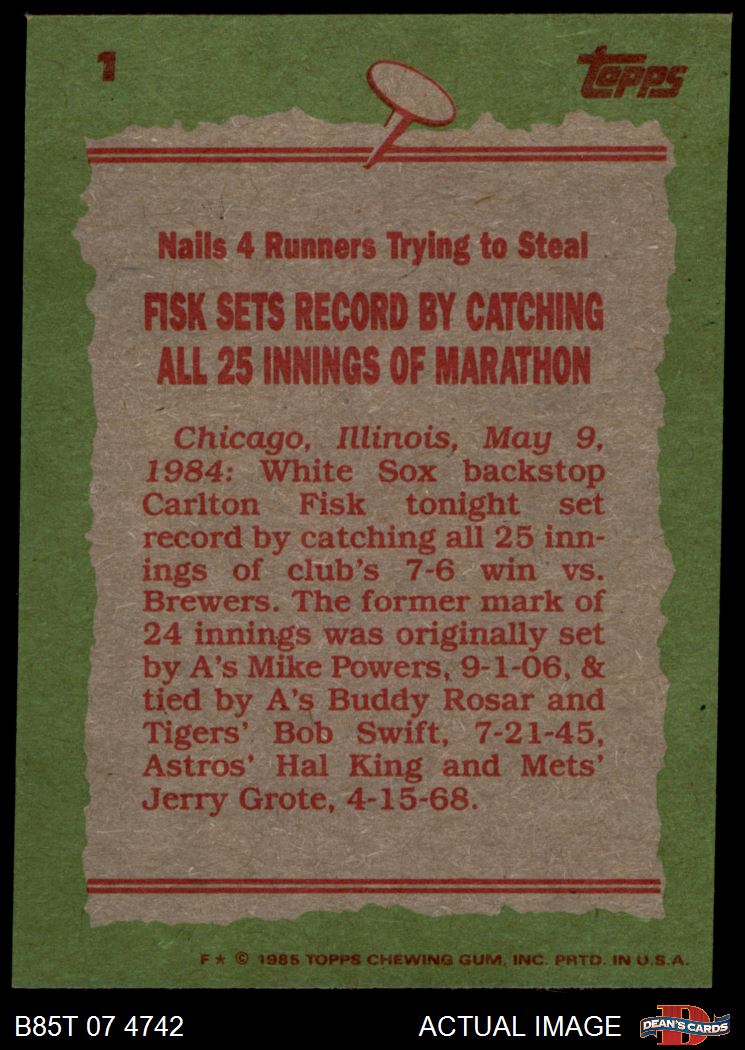 1
Topps
Nails 4 Runners Trying to Steal
FISK SETS RECORD BY CATCHING
ALL 25 INNINGS OF MARATHON
Chicago, Illinois, May 9,
1984: White Sox backstop
Carlton Fisk tonight set
record by catching all 25 inn-
ings of club's 7-6 win vs.
Brewers. The former mark of
24 innings was originally set
by A's Mike Powers, 9-1-06, &
tied by A's Buddy Rosar and
Tigers' Bob Swift, 7-21-45,
Astros' Hal King and Mets'
Jerry Grote, 4-15-68.
F★ © 1985 TOPPS CHEWING GUM, INC. PRTD. IN U.S.A.
B85T 07 4742
ACTUAL IMAGE
DEAN'S CARDS